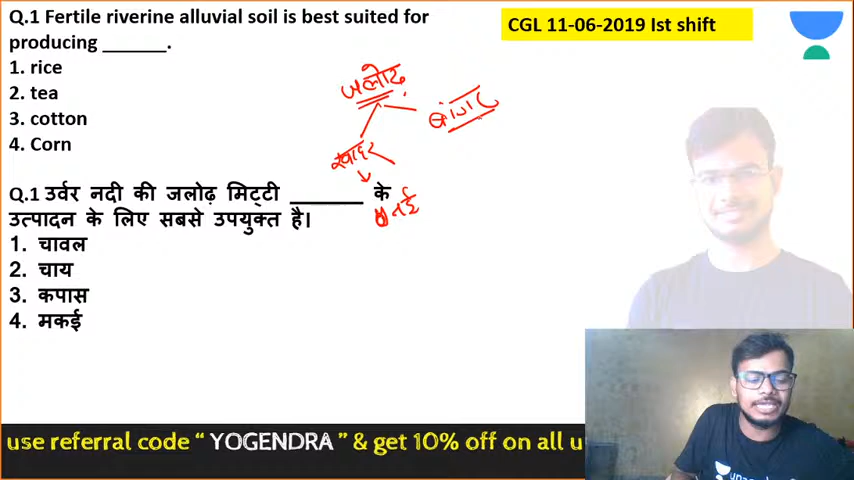 Q.1 Fertile riverine alluvial soil is best suited for
producing ______.
1. rice
2. tea
3. cotton
4. Corn
CGL 11-06-2019 Ist shift
जलोढ़
बांगर
खादर
नई
Q.1 उर्वर नदी की जलोढ़ मिट्टी ________ के
उत्पादन के लिए सबसे उपयुक्त है।
1. चावल
2. चाय
3. कपास
4. मकई
use referral code “ YOGENDRA ” & get 10% off on all u